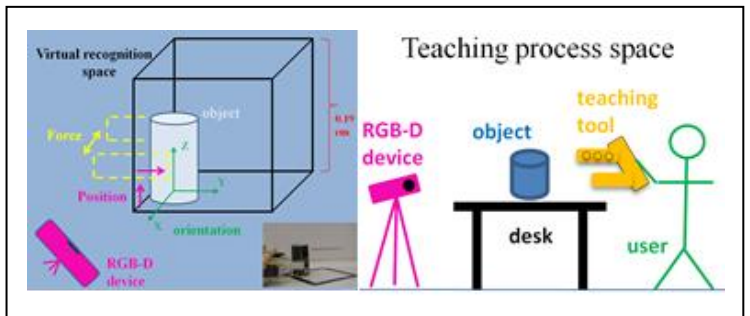 Virtual recognition
space
object
Force
Z
Y
X
Position
orientation
RGB-D
device
Teaching process space
teaching
tool
RGB-D
device
object
desk
user